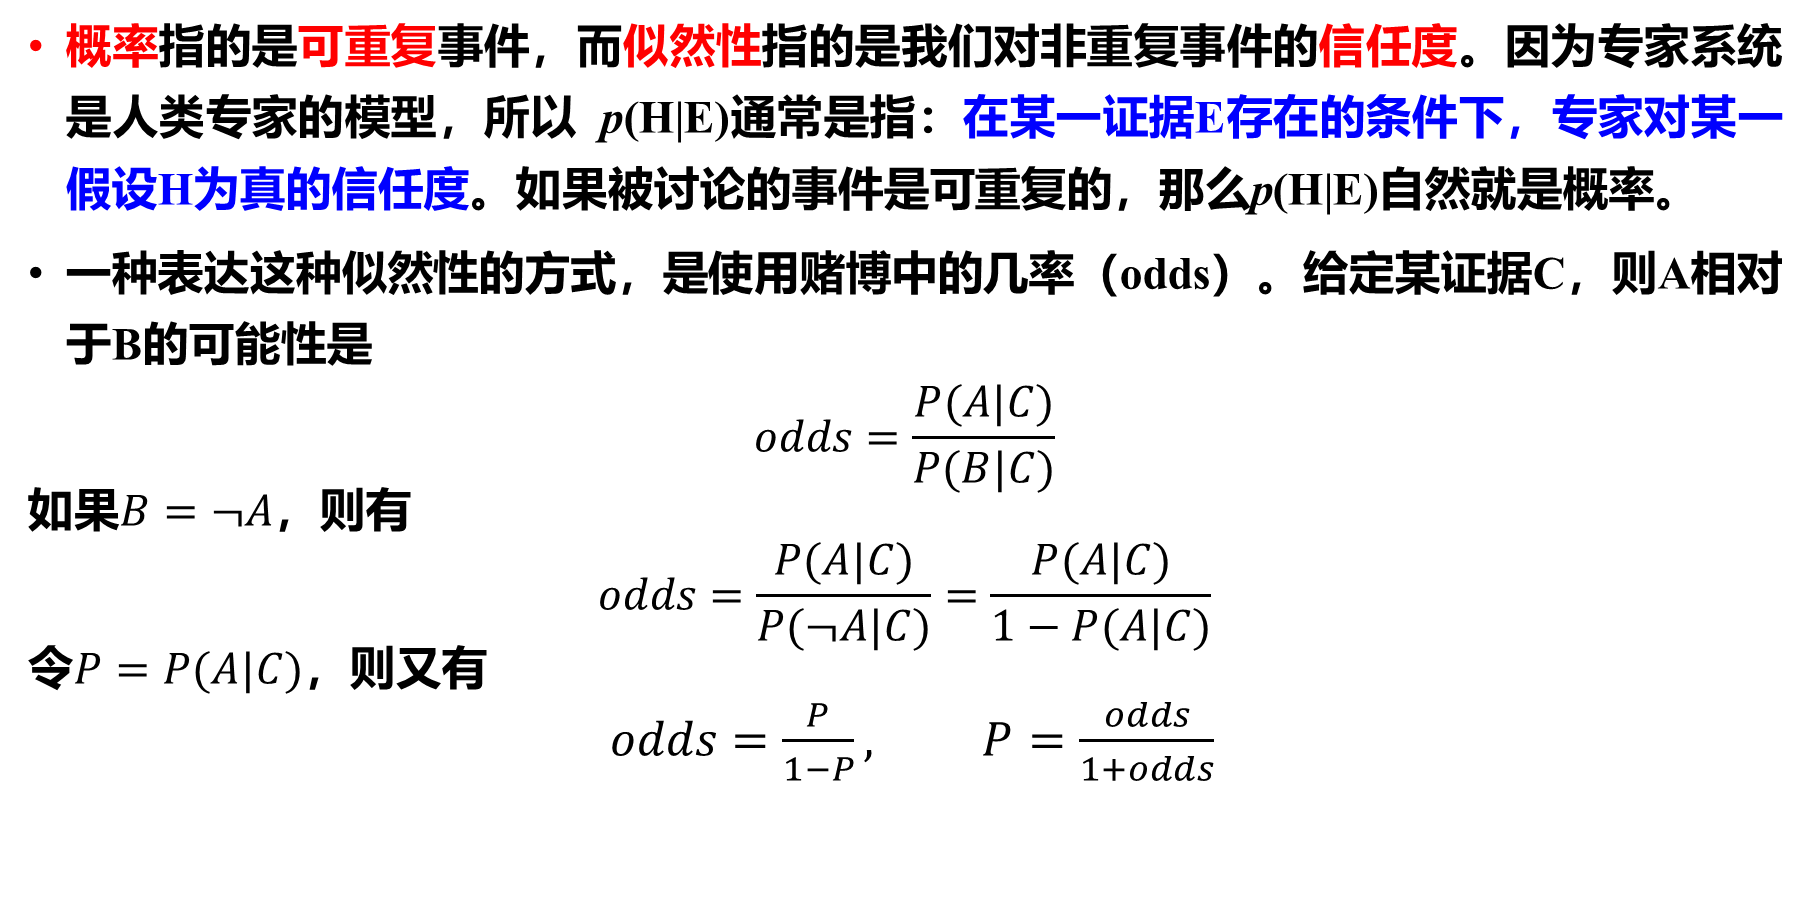 • 概率指的是可重复事件，而似然性指的是我们对非重复事件的信任度。因为专家系统
是人类专家的模型，所以 p(H|E)通常是指：在某一证据E存在的条件下，专家对某一
假设H为真的信任度。如果被讨论的事件是可重复的，那么p(H|E)自然就是概率。
• 一种表达这种似然性的方式，是使用赌博中的几率（odds）。给定某证据C，则A相对
于B的可能性是
odds = P(A|C) / P(B|C)
如果B = ¬A，则有
odds = P(A|C) / P(¬A|C) = P(A|C) / 1 − P(A|C)
令P = P(A|C)，则又有
odds = P / 1−P ,  P = odds / 1+odds